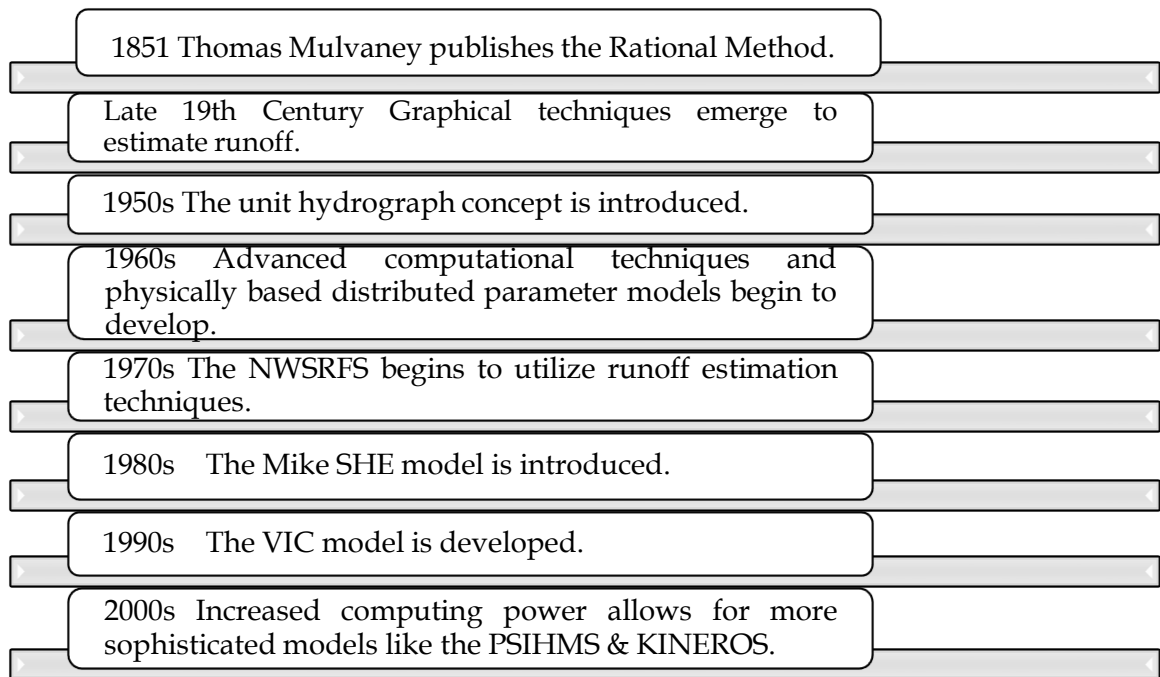 1851 Thomas Mulvaney publishes the Rational Method.
Late 19th Century Graphical techniques emerge to
estimate runoff.
1950s The unit hydrograph concept is introduced.
1960s Advanced computational techniques and
physically based distributed parameter models begin to
develop.
1970s The NWSRFS begins to utilize runoff estimation
techniques.
1980s The Mike SHE model is introduced.
1990s The VIC model is developed.
2000s Increased computing power allows for more
sophisticated models like the PSIHMS & KINEROS.